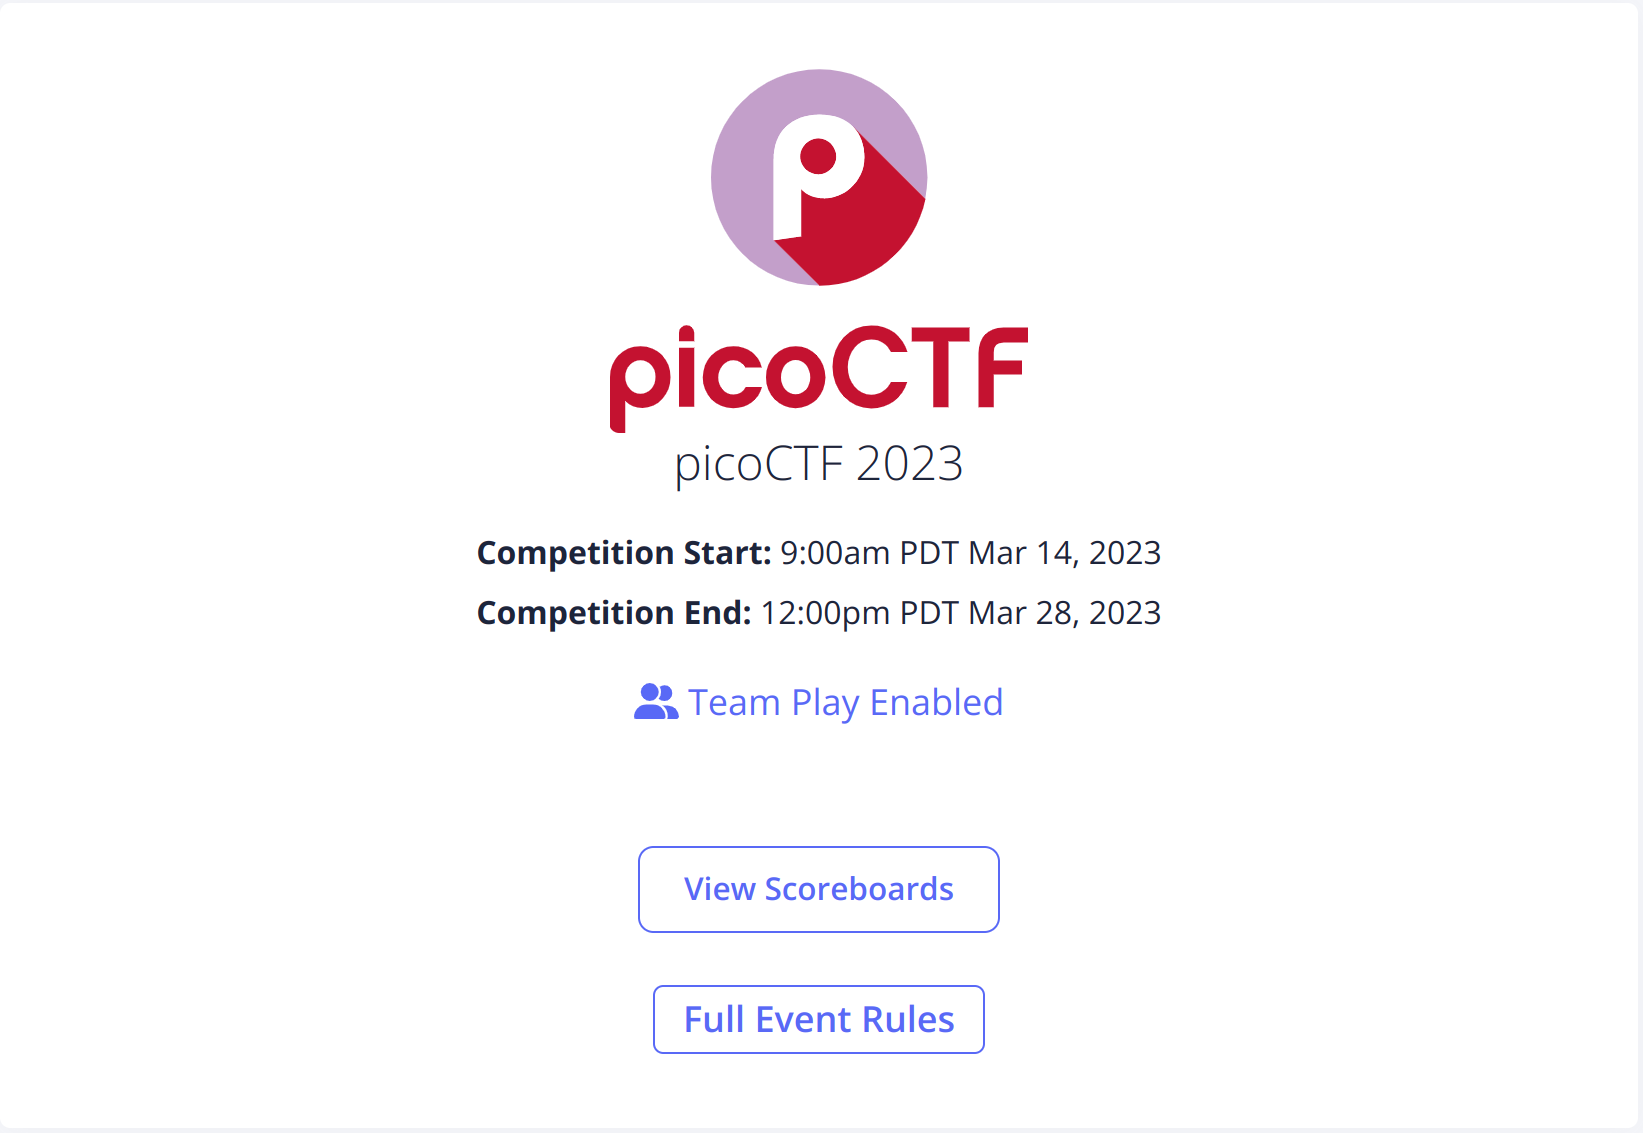 picoCTF
picoCTF 2023
Competition Start: 9:00am PDT Mar 14, 2023
Competition End: 12:00pm PDT Mar 28, 2023
Team Play Enabled
View Scoreboards
Full Event Rules